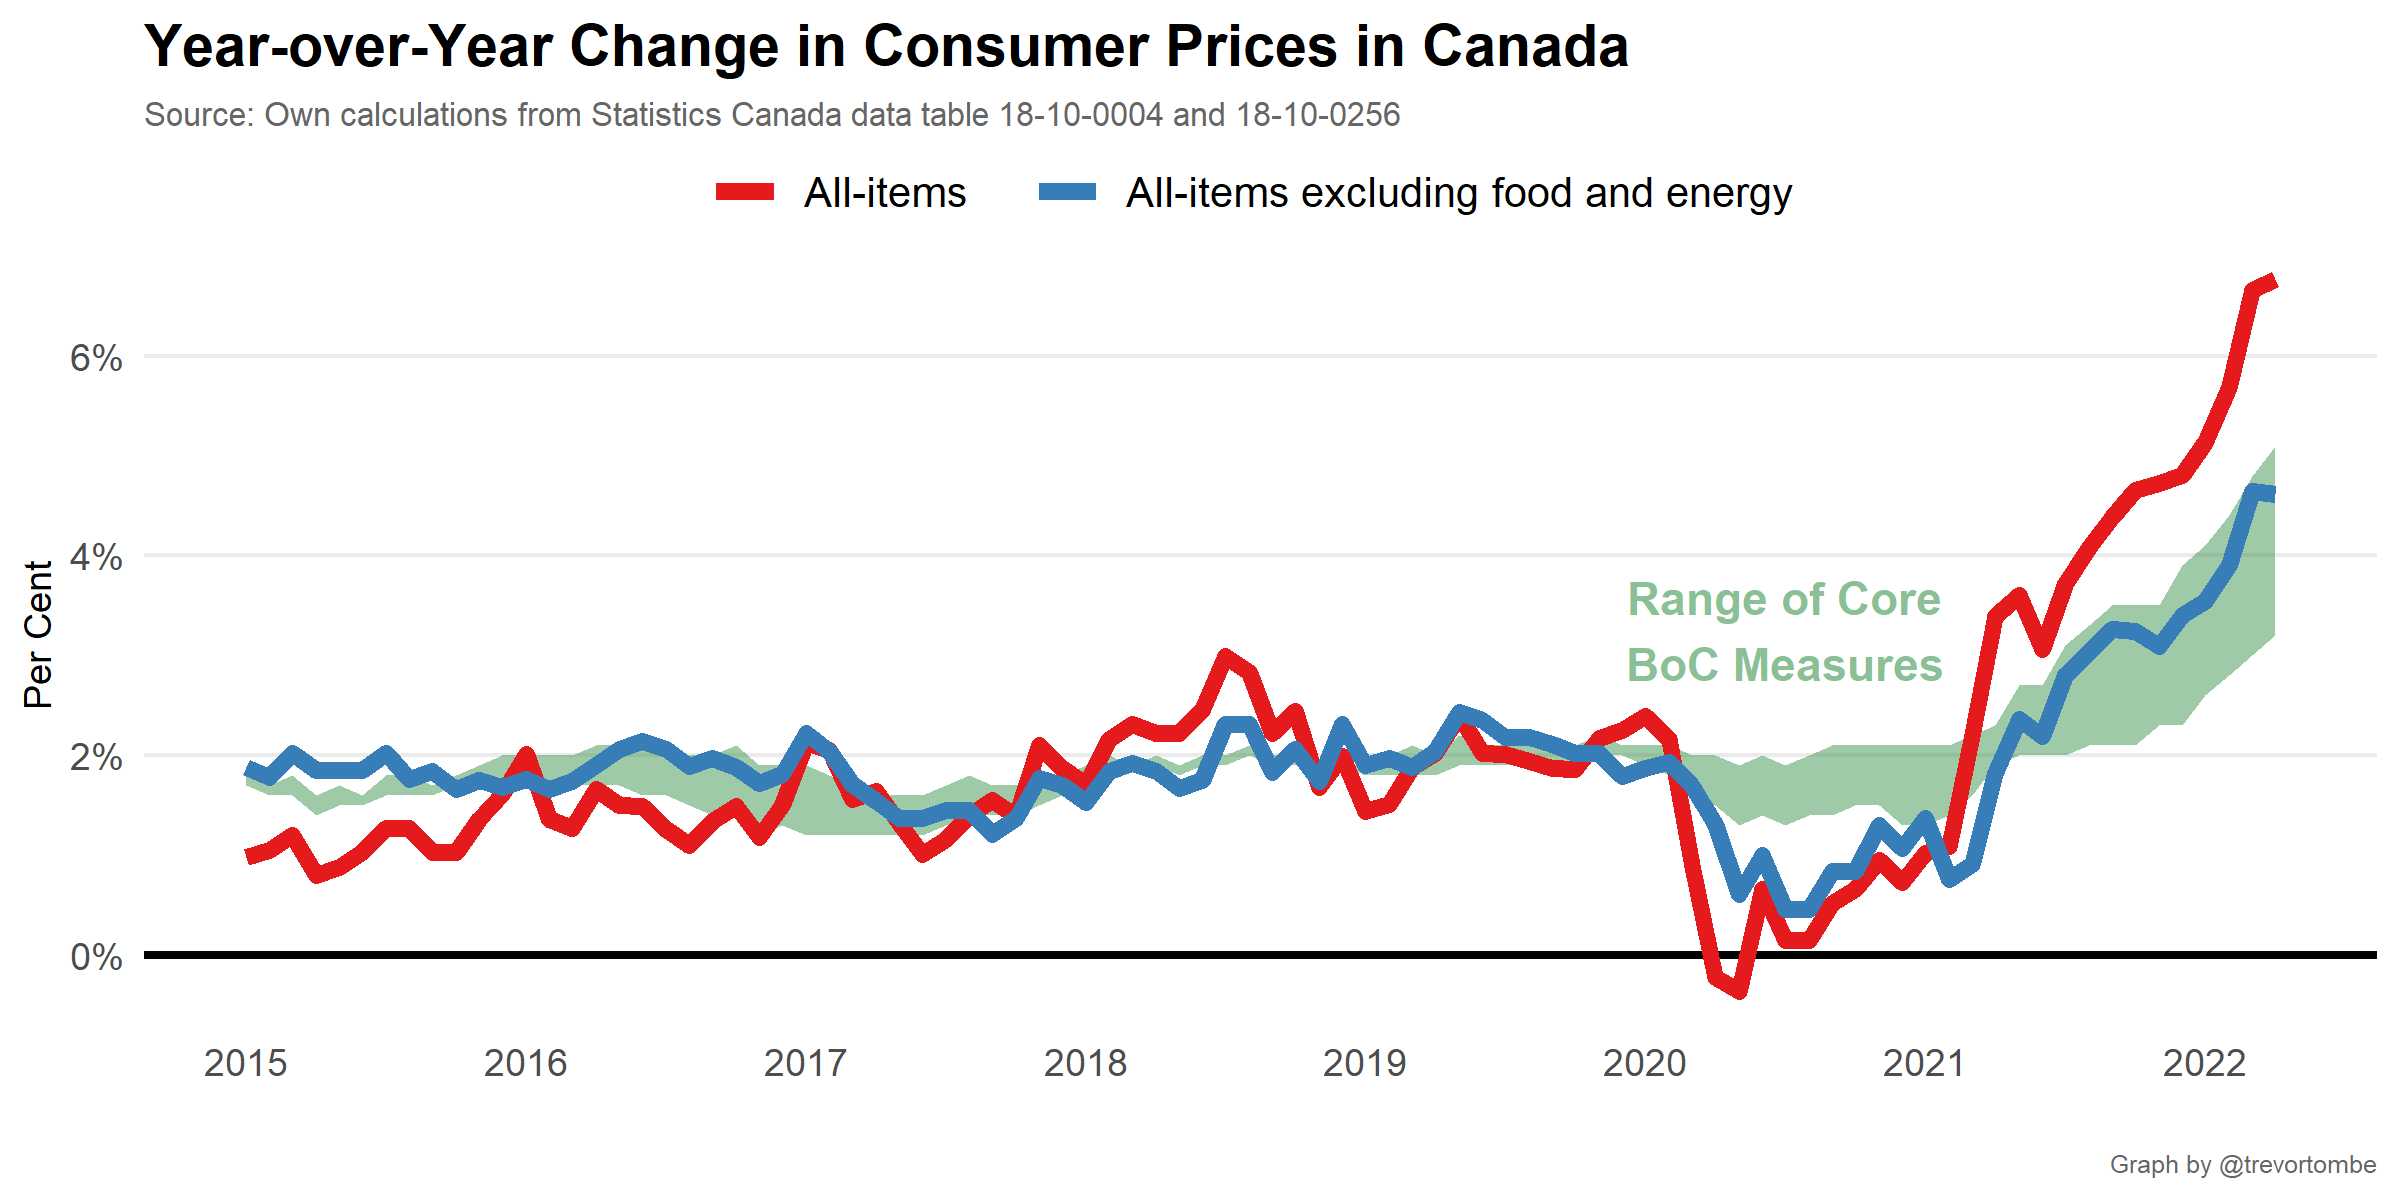 Year-over-Year Change in Consumer Prices in Canada
Source: Own calculations from Statistics Canada data table 18-10-0004 and 18-10-0256
All-items
All-items excluding food and energy
Per Cent
6%
4%
2%
0%
Range of Core
BoC Measures
2015
2016
2017
2018
2019
2020
2021
2022
Graph by @trevortombe